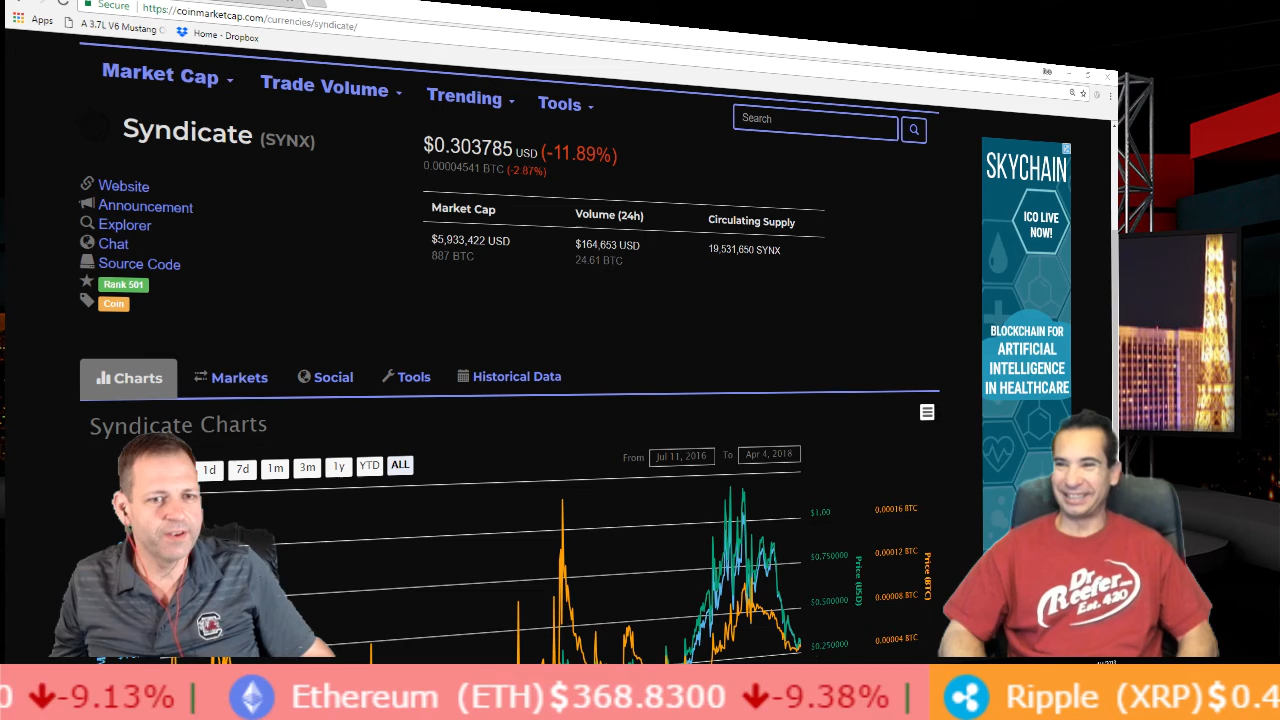 Secure https://coinmarketcap.com/currencies/syndicate/
Apps A 3.7L V6 Mustang Home - Dropbox
Market Cap Trade Volume Trending Tools
Search
Syndicate (SYNX)
$0.303785 USD (-11.89%)
0.00004541 BTC (-2.87%)
Website
Announcement
Explorer
Chat
Source Code
Rank 501
Coin
Market Cap Volume (24h) Circulating Supply
$5,933,422 USD $164,653 USD 19,531,650 SYNX
887 BTC 24.61 BTC
SKYCHAIN
ICO LIVE
NOW!
BLOCKCHAIN FOR
ARTIFICIAL
INTELLIGENCE
IN HEALTHCARE
Charts Markets Social Tools Historical Data
Syndicate Charts
1d 7d 1m 3m 1y YTD ALL
From Jul 11, 2016 To Apr 4, 2018
$1.00 0.00016 BTC
$0.750000 0.00012 BTC
$0.500000 0.00008 BTC
$0.250000 0.00004 BTC
Price (USD)
Price (BTC)
Dr
Reefer
Est. 420
-9.13% | Ethereum (ETH) $368.8300 -9.38% | Ripple (XRP) $0.4